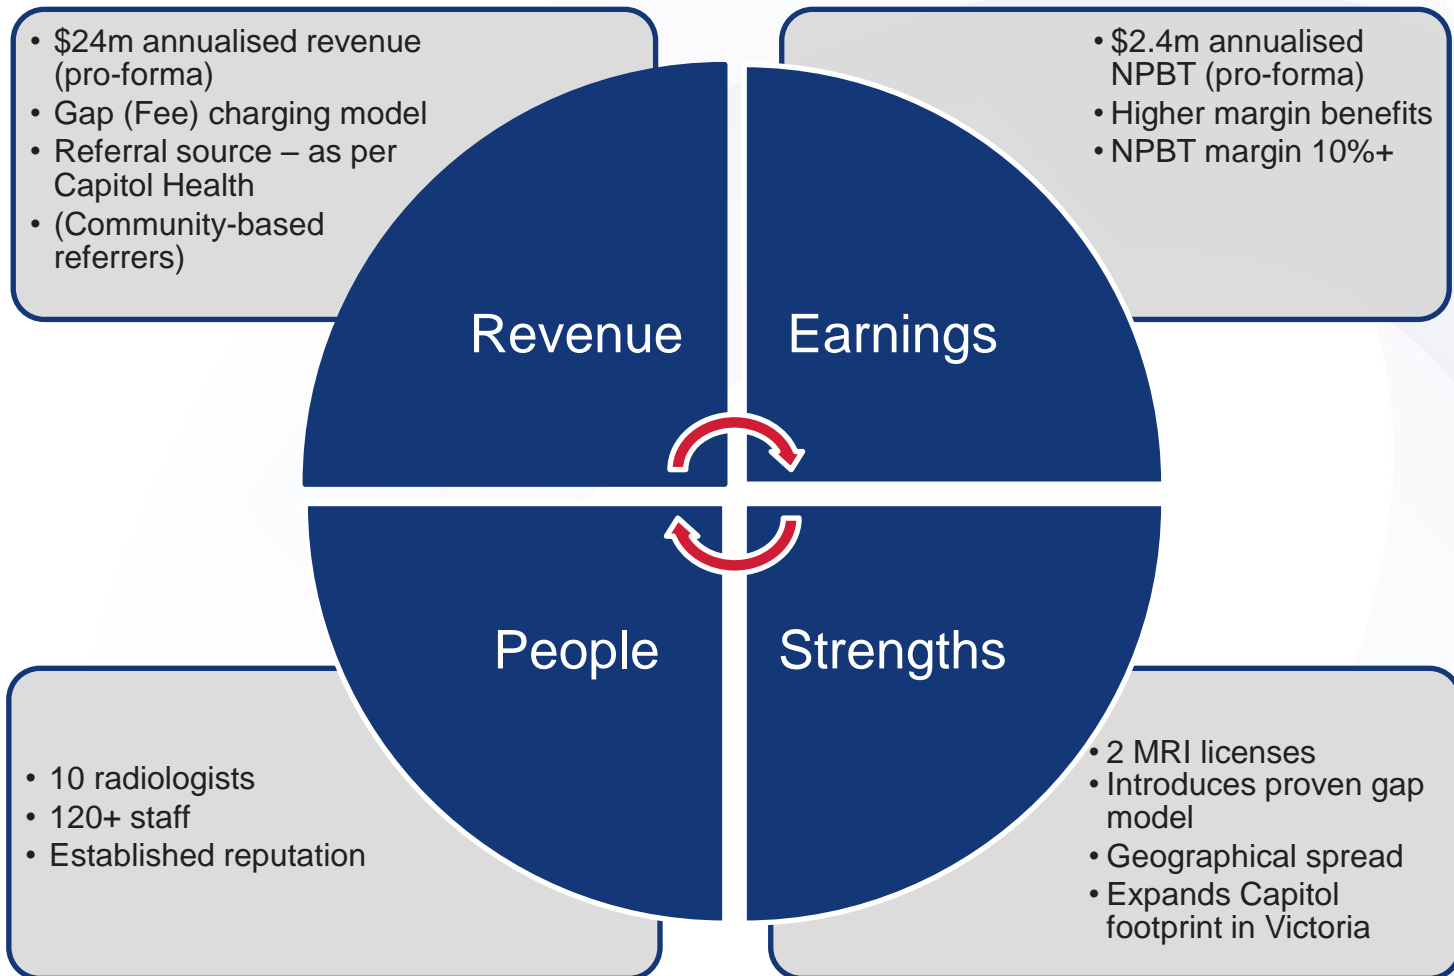 • $24m annualised revenue
(pro-forma)
• Gap (Fee) charging model
• Referral source – as per
Capitol Health
• (Community-based
referrers)
• $2.4m annualised
NPBT (pro-forma)
• Higher margin benefits
• NPBT margin 10%+
Revenue
Earnings
People
Strengths
• 10 radiologists
• 120+ staff
• Established reputation
• 2 MRI licenses
• Introduces proven gap
model
• Geographical spread
• Expands Capitol
footprint in Victoria